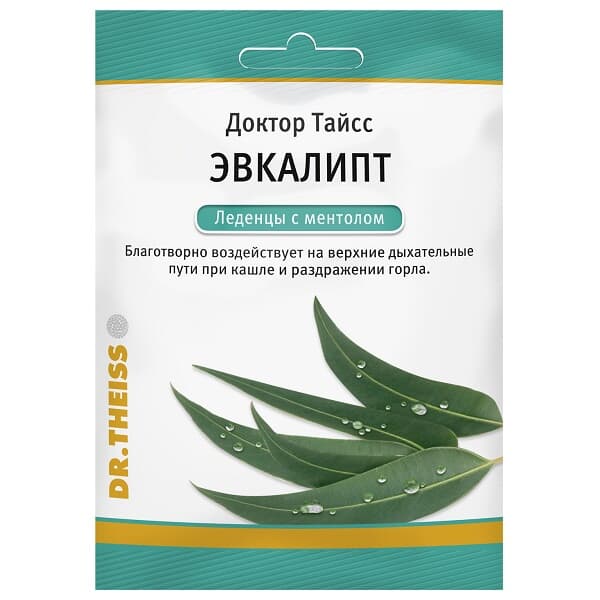 Доктор Тайсс
ЭВКАЛИПТ
Леденцы с ментолом
Благотворно воздействует на верхние дыхательные
пути при кашле и раздражении горла.
DR.THEISS